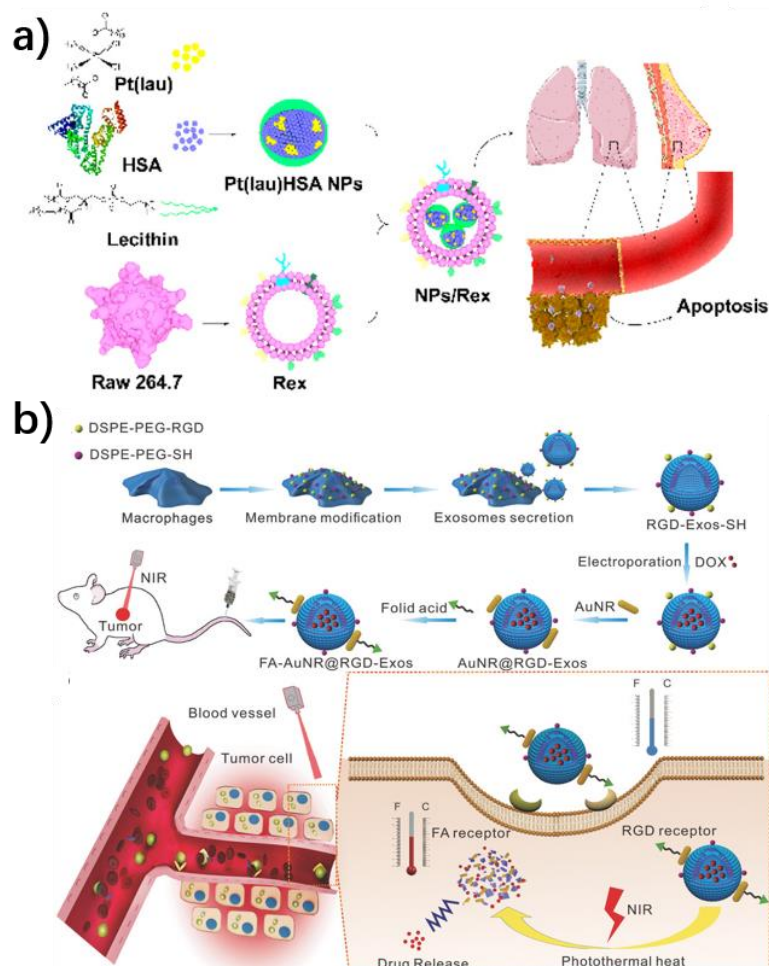 a)
Pt(lau)
HSA
Pt(lau)HSA NPs
Lecithin
NPs/Rex
Apoptosis
Raw 264.7
Rex
b)
DSPE-PEG-RGD
DSPE-PEG-SH
Macrophages
Membrane modification
Exosomes secretion
RGD-Exos-SH
Electroporation
DOX
NIR
Tumor
Folid acid
AuNR
FA-AuNR@RGD-Exos
AuNR@RGD-Exos
Blood vessel
Tumor cell
F C
F C
FA receptor
RGD receptor
NIR
Drug Release
Photothermal heat